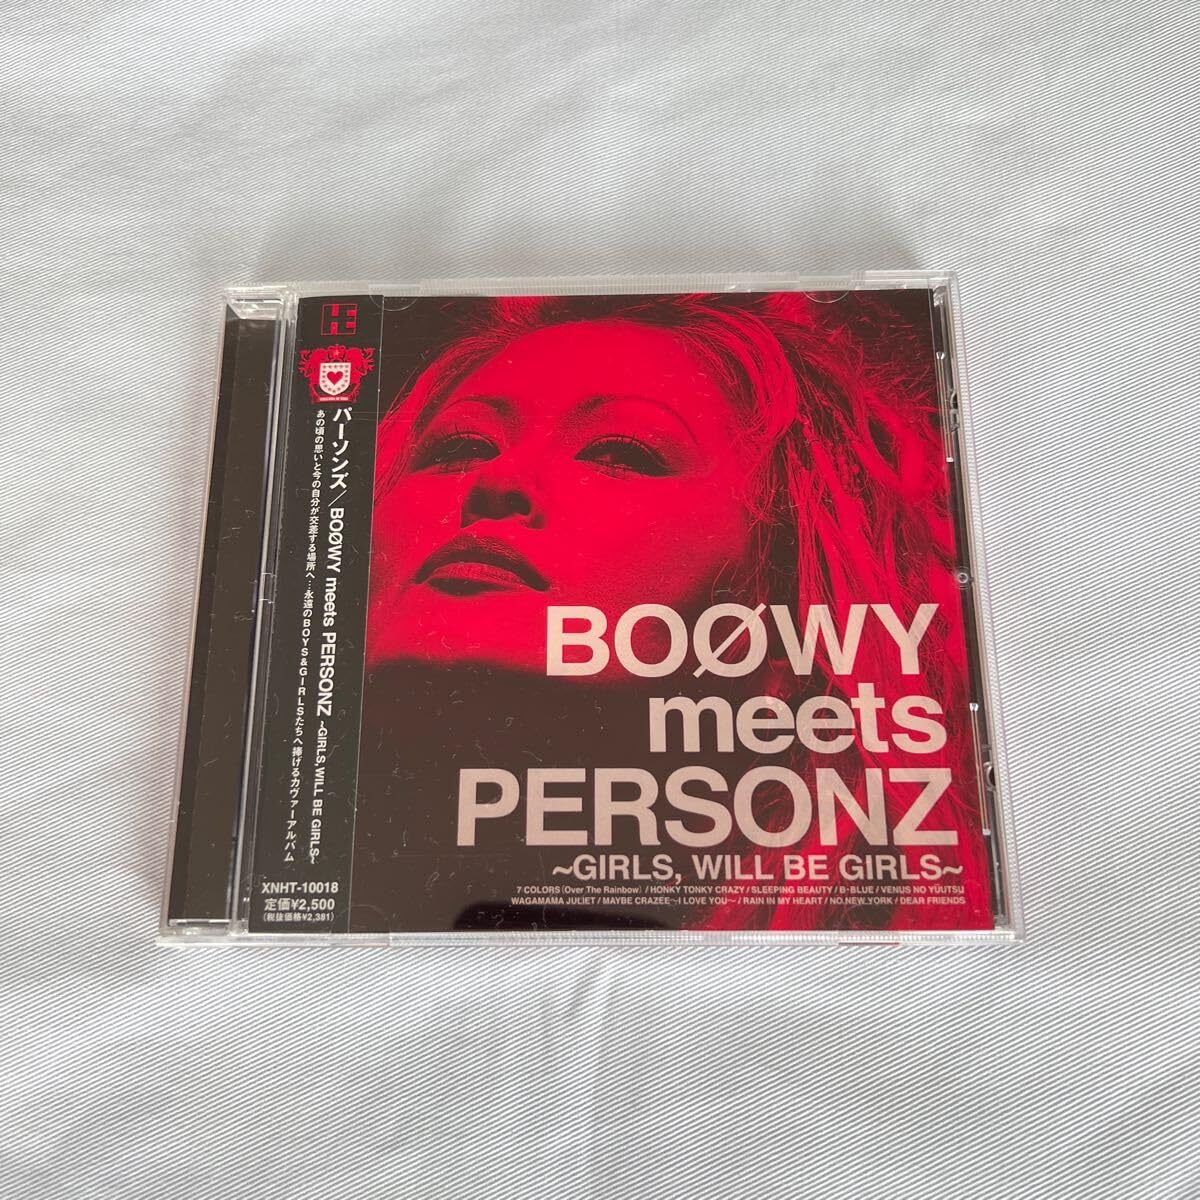 HE
パーソンズ/BOØWY meets PERSONZ ~GIRLS, WILL BE GIRLS~
あの頃の思いと今の自分が交差する場所へ…永遠のBOYS&GIRLSたちへ 捧げるカヴァーアルバム
XNHT-10018
定価¥2,500
(税抜価格¥2,381)
BOØWY
meets
PERSONZ
~GIRLS, WILL BE GIRLS~
7 COLORS (Over The Rainbow) / HONKY TONKY CRAZY / SLEEPING BEAUTY / B・BLUE / VENUS NO YŪUTSU
WAGAMAMA JULIET / MAYBE CRAZEE~I LOVE YOU~ / RAIN IN MY HEART / NO.NEW YORK / DEAR FRIENDS